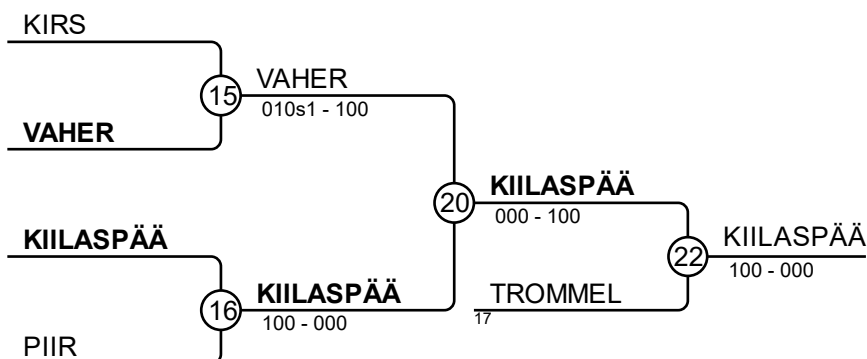 KIRS
15
VAHER
010s1 - 100
VAHER
20
KIILASPÄÄ
000 - 100
KIILASPÄÄ
22
KIILASPÄÄ
100 - 000
16
KIILASPÄÄ
100 - 000
TROMMEL
17
PIIR